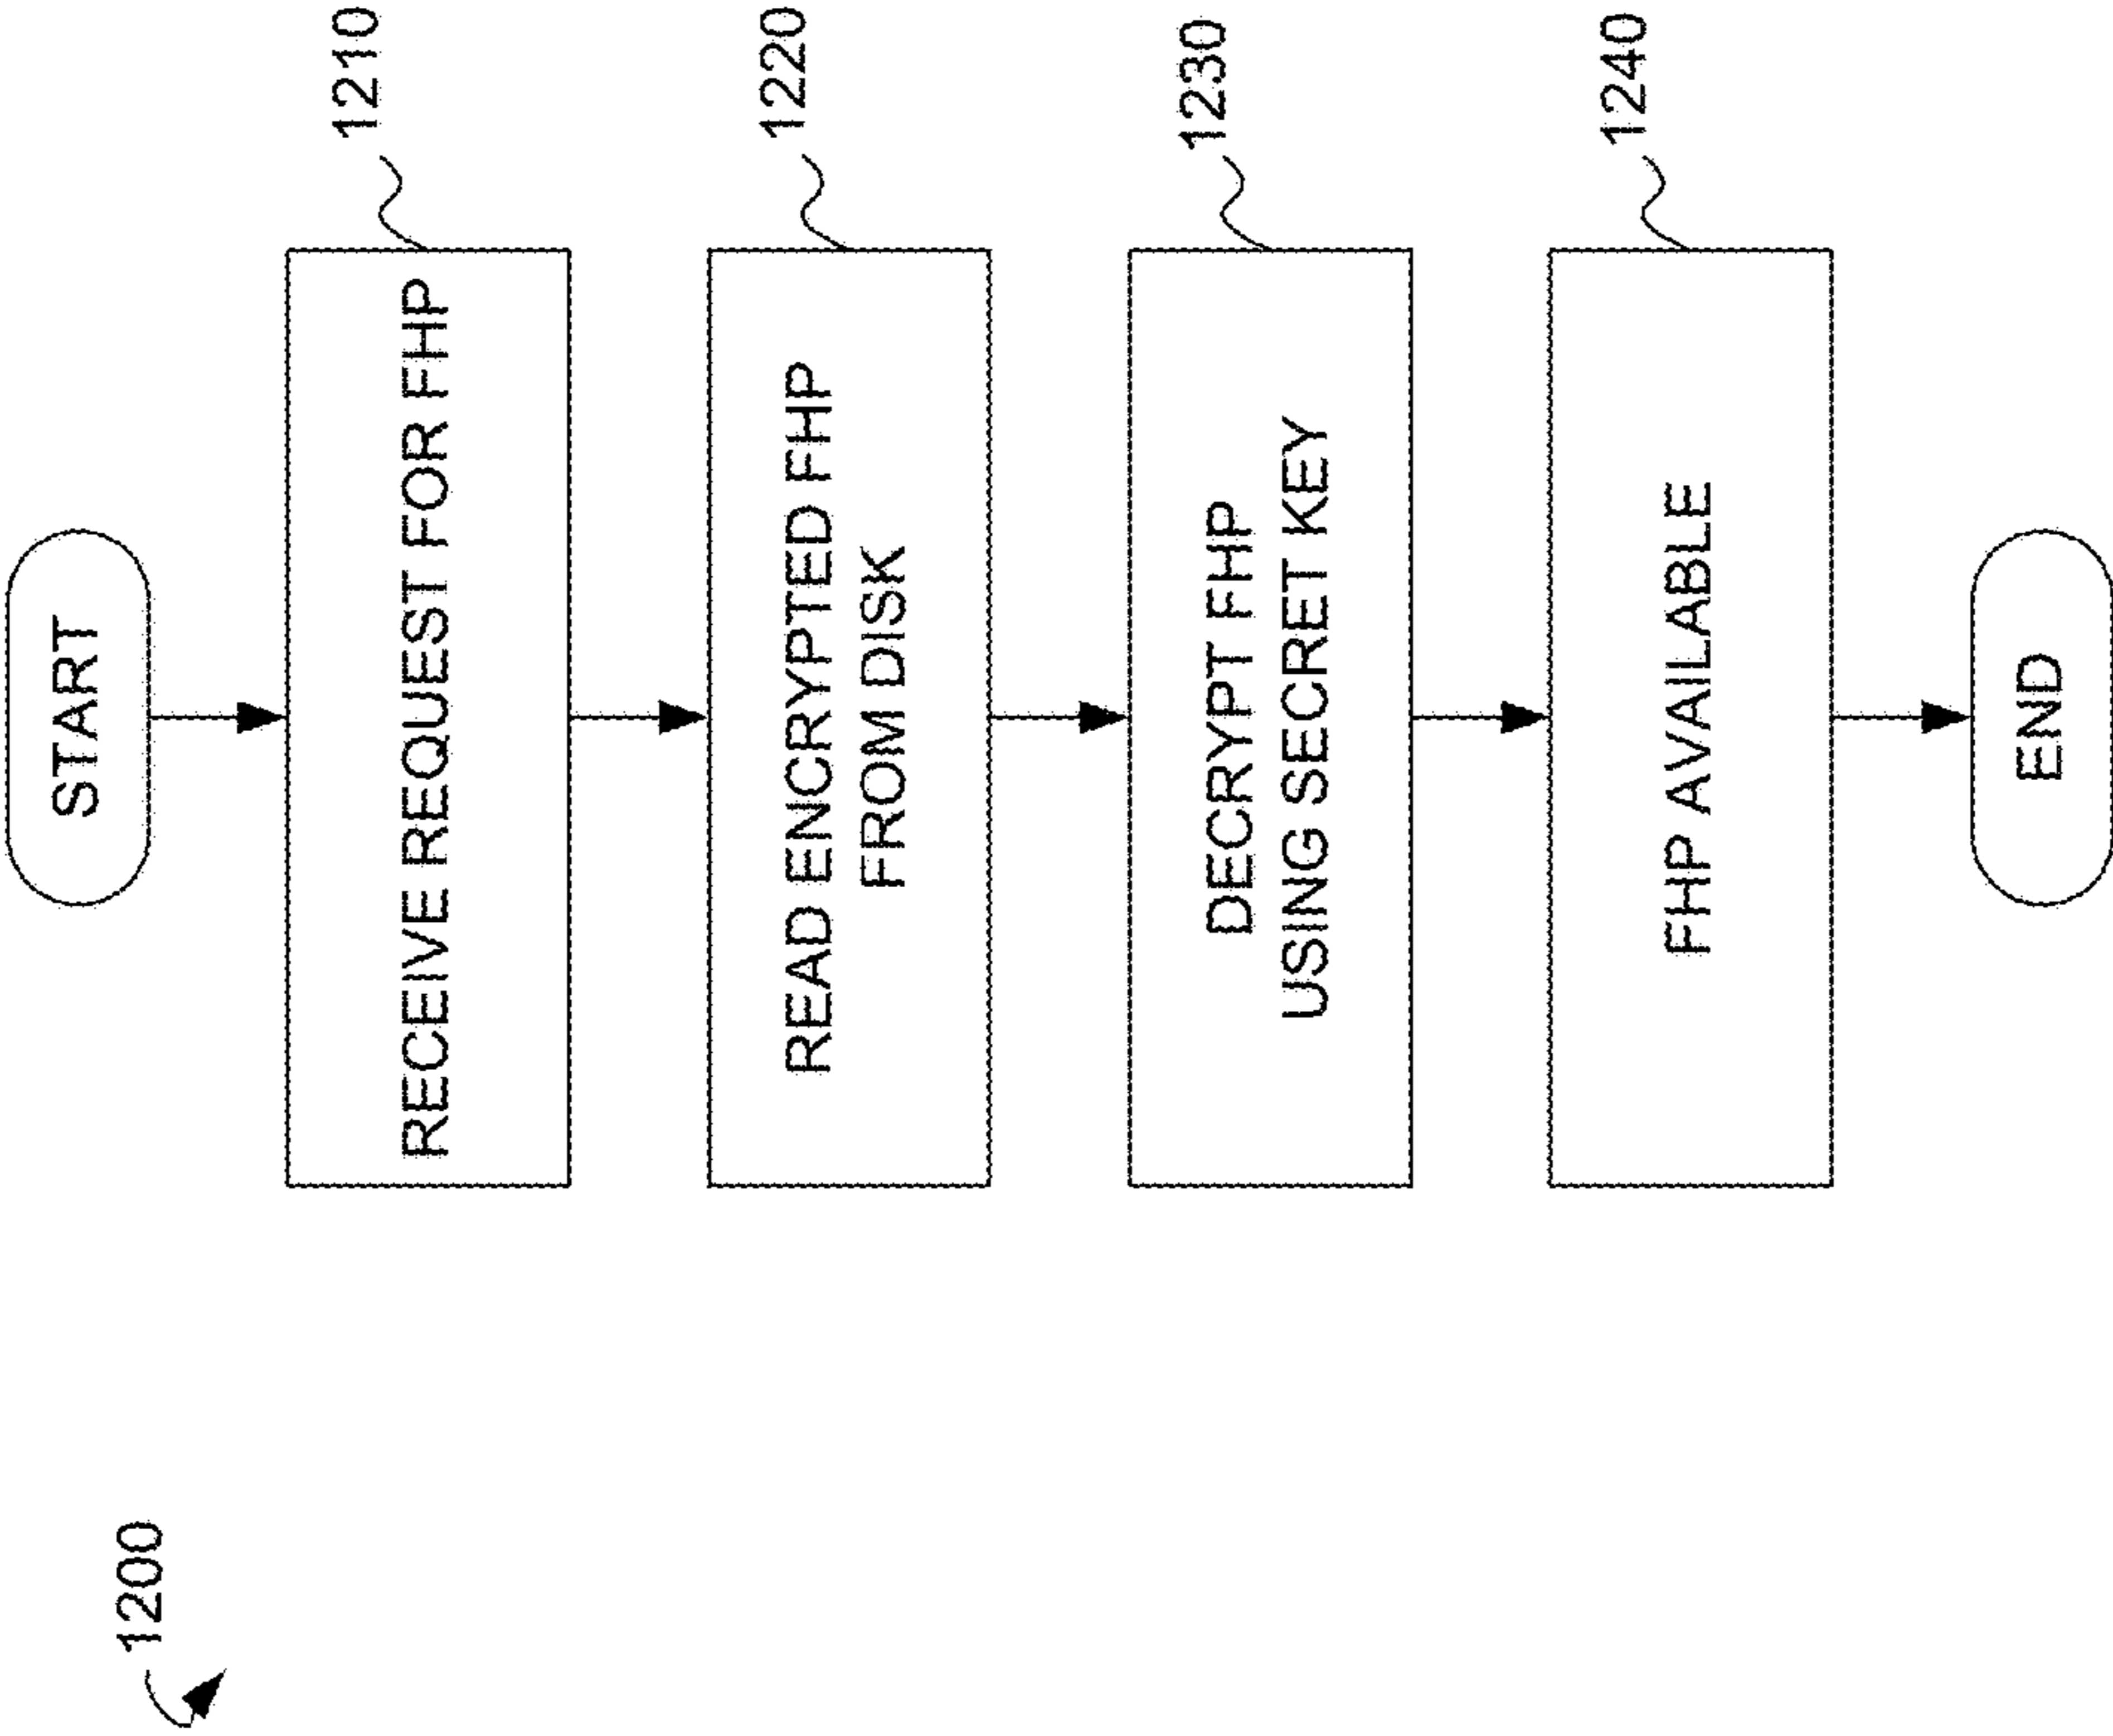 1200
START
RECEIVE REQUEST FOR FHP
1210
READ ENCRYPTED FHP
FROM DISK
1220
DECRYPT FHP
USING SECRET KEY
1230
FHP AVAILABLE
1240
END